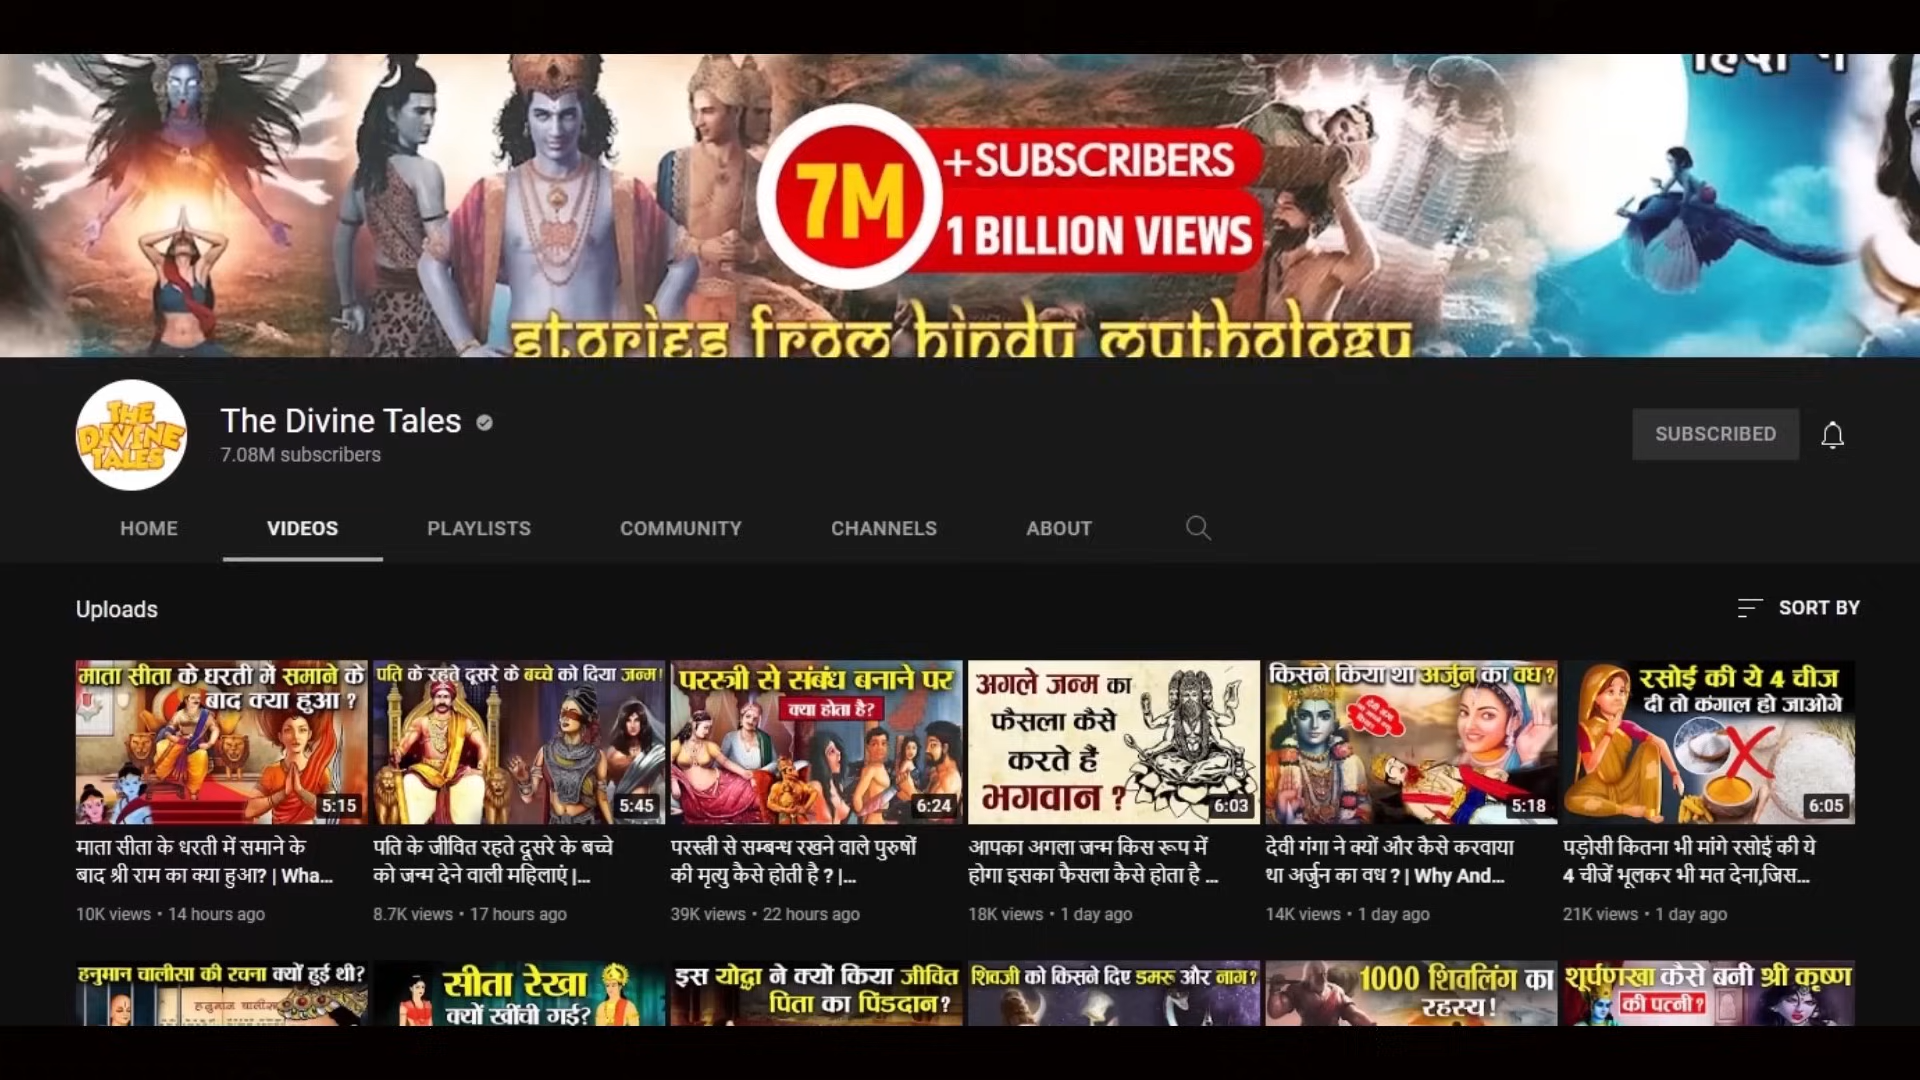 हिंदी में
7M
+SUBSCRIBERS
1 BILLION VIEWS
stories from hindu mythology
THE
DIVINE
TALES
The Divine Tales
7.08M subscribers
SUBSCRIBED
HOME VIDEOS PLAYLISTS COMMUNITY CHANNELS ABOUT
Uploads
SORT BY
माता सीता के धरती में समाने के
बाद क्या हुआ ?
5:15
माता सीता के धरती में समाने के
बाद श्री राम का क्या हुआ? | Wha...
10K views • 14 hours ago
पति के रहते दूसरे के बच्चे को दिया जन्म!
5:45
पति के जीवित रहते दूसरे के बच्चे
को जन्म देने वाली महिलाएं |...
8.7K views • 17 hours ago
परस्त्री से संबंध बनाने पर
क्या होता है?
6:24
परस्त्री से सम्बन्ध रखने वाले पुरुषों
की मृत्यु कैसे होती है ? |...
39K views • 22 hours ago
अगले जन्म का
फैसला कैसे
करते हैं
भगवान ?
6:03
आपका अगला जन्म किस रूप में
होगा इसका फैसला कैसे होता है ...
18K views • 1 day ago
किसने किया था अर्जुन का वध ?
5:18
देवी गंगा ने क्यों और कैसे करवाया
था अर्जुन का वध ? | Why And...
14K views • 1 day ago
रसोई की ये 4 चीज
दी तो कंगाल हो जाओगे
6:05
पड़ोसी कितना भी मांगे रसोई की ये
4 चीजें भूलकर भी मत देना,जिस...
21K views • 1 day ago
हनुमान चालीसा की रचना क्यों हुई थी?
हनुमान चालीसा
सीता रेखा
क्यों खींची गई?
इस योद्धा ने क्यों किया जीवित
पिता का पिंडदान?
शिवजी को किसने दिए डमरू और नाग?
1000 शिवलिंग का
रहस्य!
शूर्पणखा कैसे बनी श्री कृष्ण
की पत्नी ?